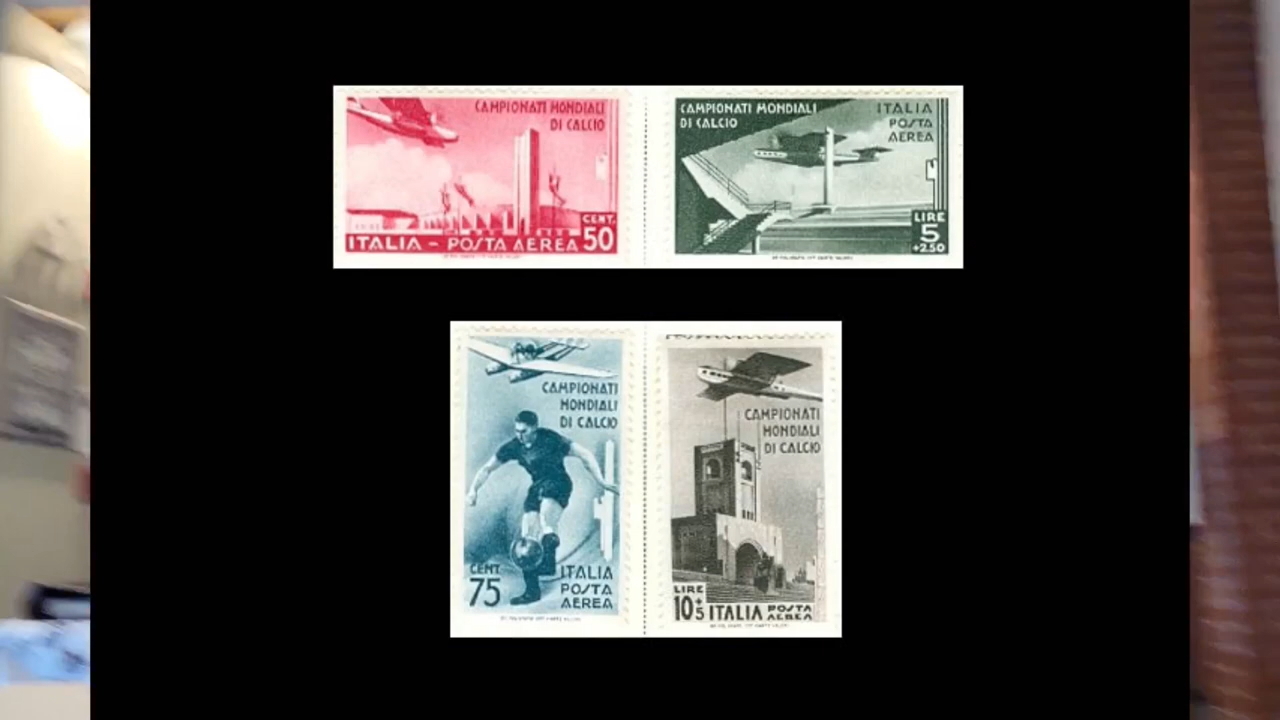 CAMPIONATI MONDIALI
DI CALCIO
CENT.
50
ITALIA - POSTA AEREA
CAMPIONATI MONDIALI
DI CALCIO
ITALIA
POSTA
AEREA
LIRE
5
+2.50
CAMPIONATI
MONDIALI
DI CALCIO
CENT.
75
ITALIA
POSTA
AEREA
CAMPIONATI
MONDIALI
DI CALCIO
LIRE
10+5
ITALIA POSTA
AEREA